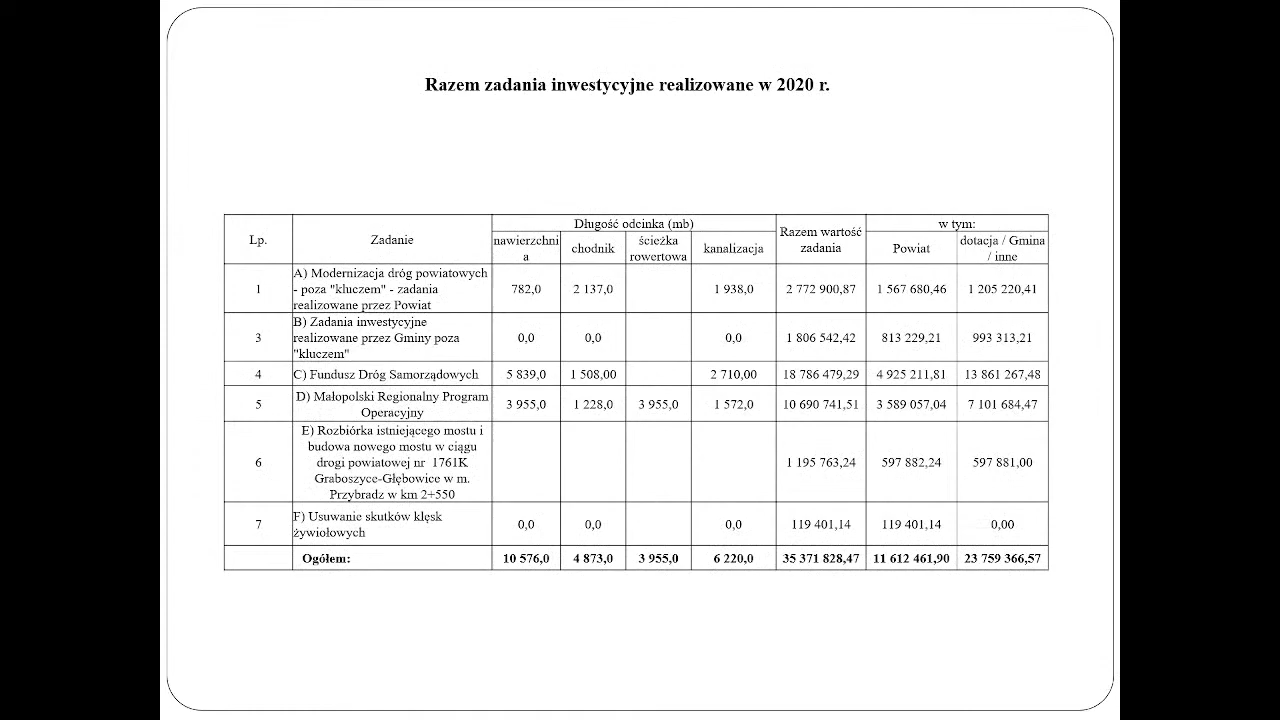 Razem zadania inwestycyjne realizowane w 2020 r.
Lp. Zadanie Długość odcinka (mb) Razem wartość zadania w tym:
nawierzchnia chodnik ścieżka rowertowa kanalizacja Powiat dotacja / Gmina / inne
1 A) Modernizacja dróg powiatowych - poza "kluczem" - zadania realizowane przez Powiat 782,0 2 137,0 1 938,0 2 772 900,87 1 567 680,46 1 205 220,41
3 B) Zadania inwestycyjne realizowane przez Gminy poza "kluczem" 0,0 0,0 0,0 1 806 542,42 813 229,21 993 313,21
4 C) Fundusz Dróg Samorządowych 5 839,0 1 508,00 2 710,00 18 786 479,29 4 925 211,81 13 861 267,48
5 D) Małopolski Regionalny Program Operacyjny 3 955,0 1 228,0 3 955,0 1 572,0 10 690 741,51 3 589 057,04 7 101 684,47
6 E) Rozbiórka istniejącego mostu i budowa nowego mostu w ciągu drogi powiatowej nr 1761K Graboszyce-Głębowice w m. Przybradz w km 2+550 1 195 763,24 597 882,24 597 881,00
7 F) Usuwanie skutków klęsk żywiołowych 0,0 0,0 0,0 119 401,14 119 401,14 0,00
Ogółem: 10 576,0 4 873,0 3 955,0 6 220,0 35 371 828,47 11 612 461,90 23 759 366,57